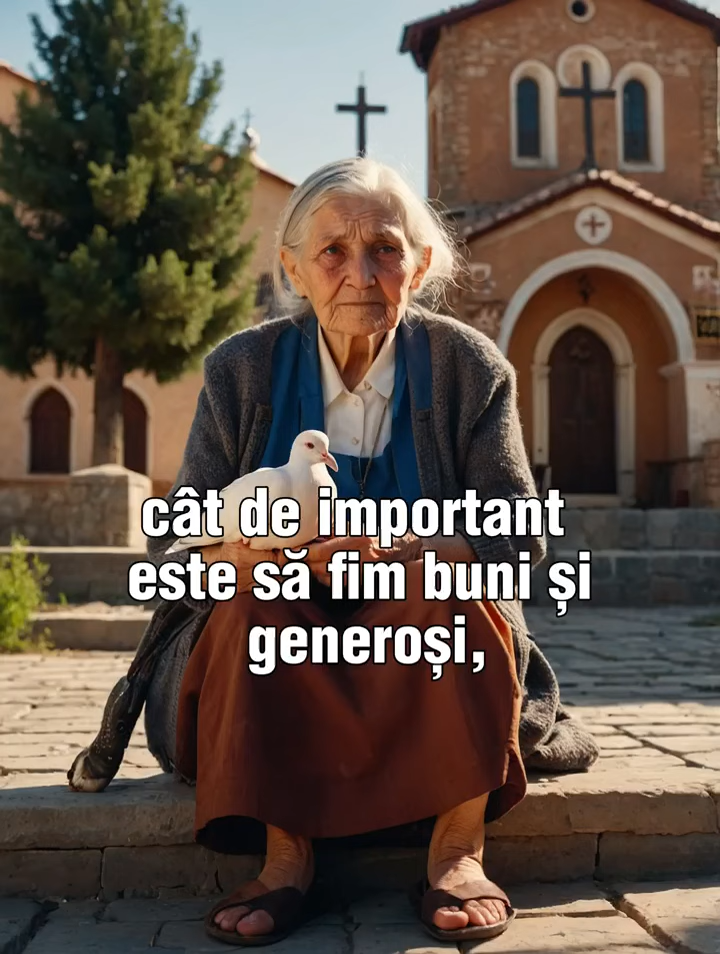 cât de important
este să fim buni și
generoși,